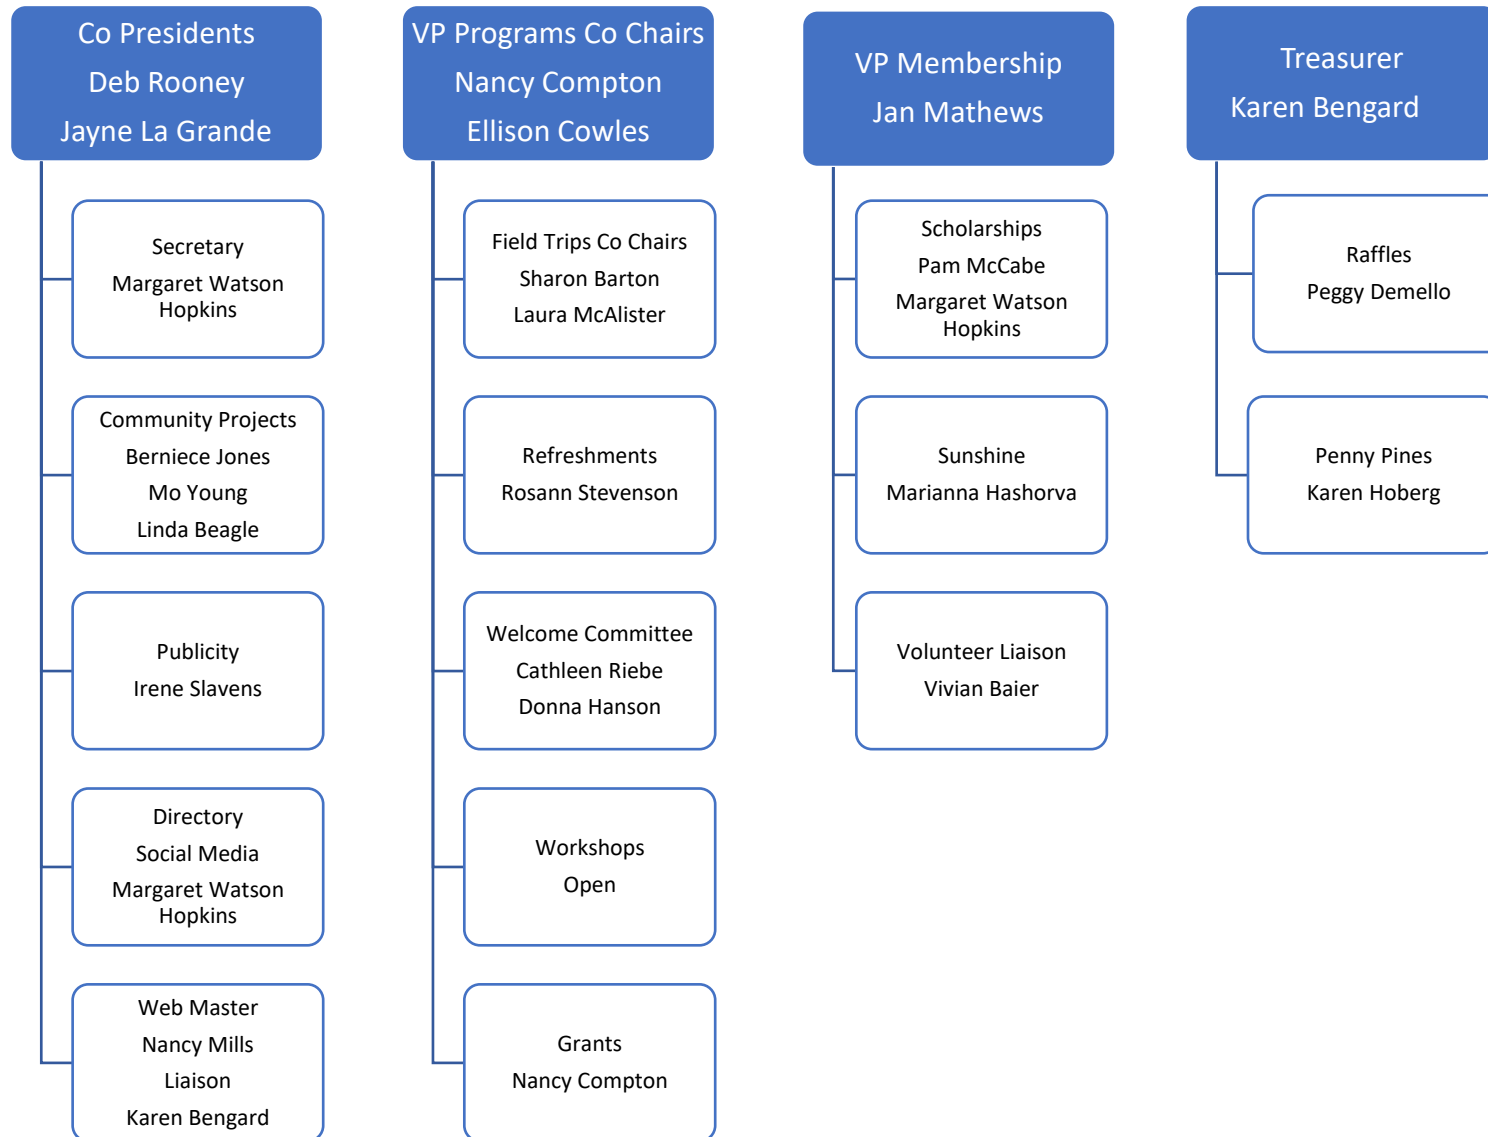 Co Presidents
Deb Rooney
Jayne La Grande
Secretary
Margaret Watson
Hopkins
Community Projects
Berniece Jones
Mo Young
Linda Beagle
Publicity
Irene Slavens
Directory
Social Media
Margaret Watson
Hopkins
Web Master
Nancy Mills
Liaison
Karen Bengard
VP Programs Co Chairs
Nancy Compton
Ellison Cowles
Field Trips Co Chairs
Sharon Barton
Laura McAlister
Refreshments
Rosann Stevenson
Welcome Committee
Cathleen Riebe
Donna Hanson
Workshops
Open
Grants
Nancy Compton
VP Membership
Jan Mathews
Scholarships
Pam McCabe
Margaret Watson
Hopkins
Sunshine
Marianna Hashorva
Volunteer Liaison
Vivian Baier
Treasurer
Karen Bengard
Raffles
Peggy Demello
Penny Pines
Karen Hoberg